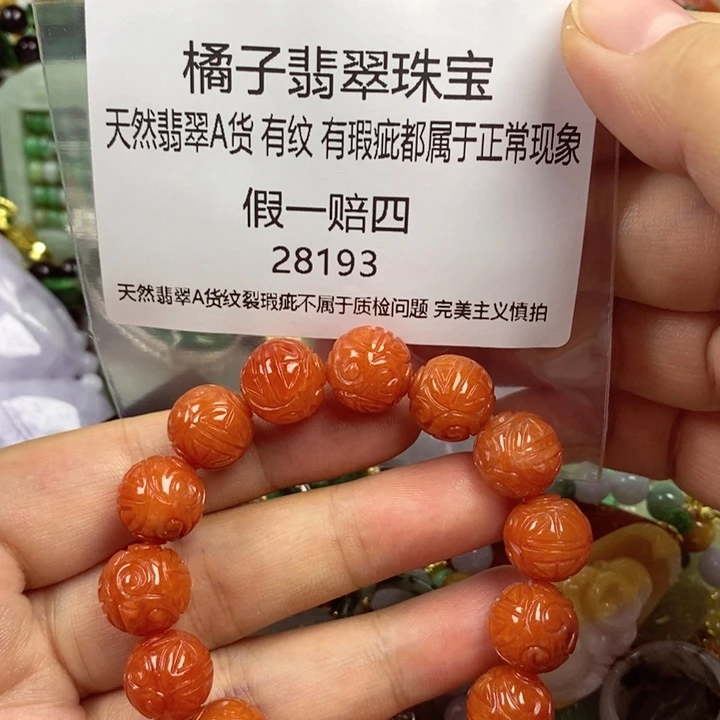 橘子翡翠珠宝
天然翡翠A货 有纹 有瑕疵都属于正常现象
假一赔四
28193
天然翡翠A货纹裂瑕疵不属于质检问题 完美主义慎拍